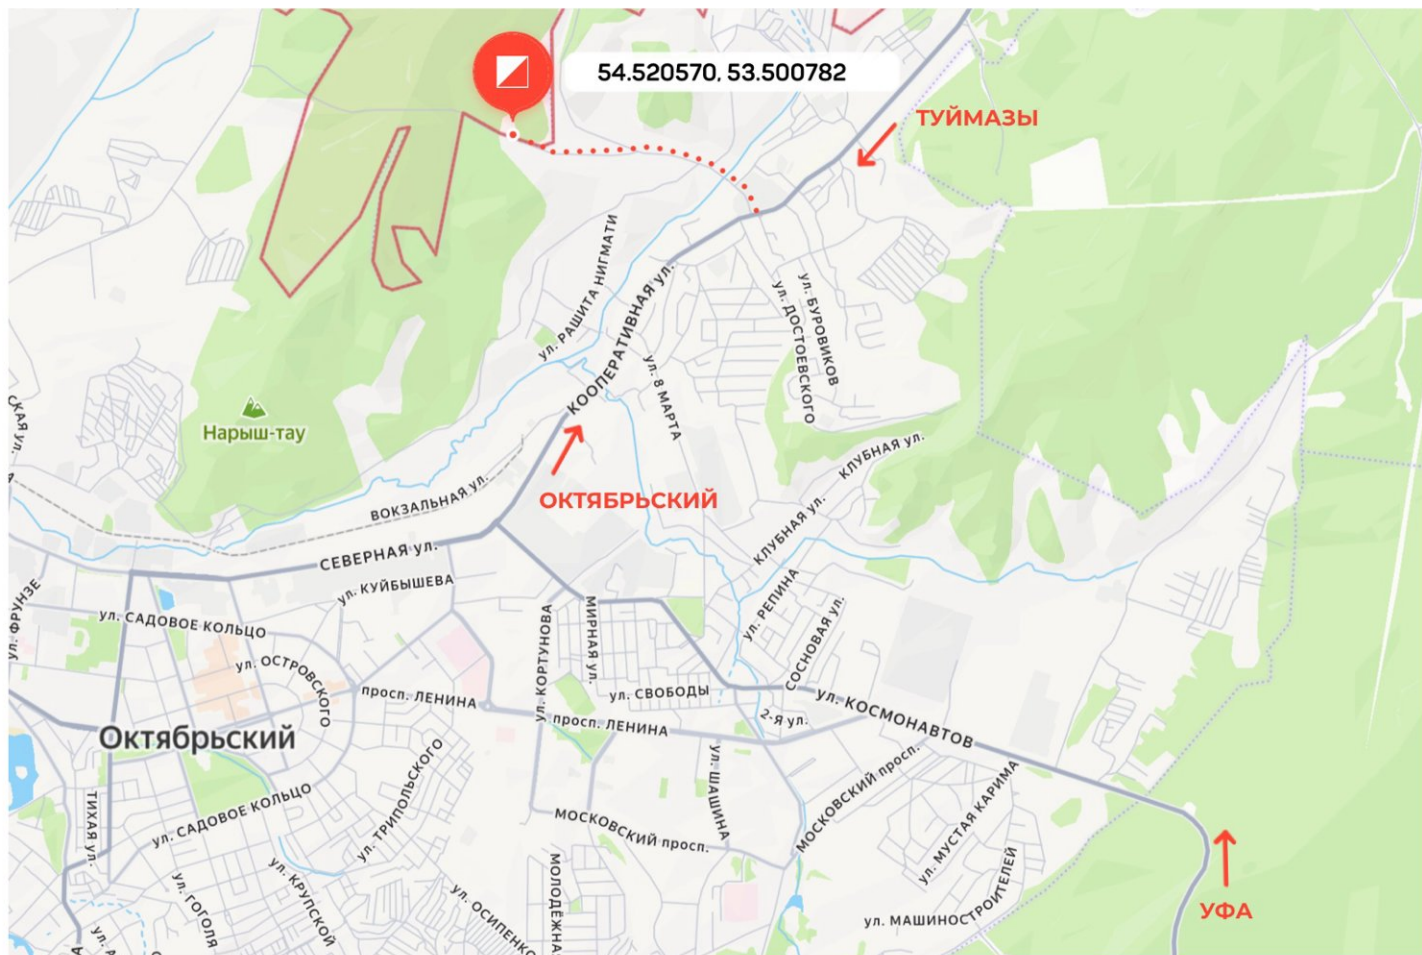 54.520570, 53.500782
ТУЙМАЗЫ
ул. РАШИТА НИГМАТИ
КООПЕРАТИВНАЯ ул.
ул. БУРОВИКОВ
ул. ДОСТОЕВСКОГО
ул. 8 МАРТА
СКАЯ ул.
Нарыш-тау
КЛУБНАЯ ул.
ОКТЯБРЬСКИЙ
ВОКЗАЛЬНАЯ ул.
КЛУБНАЯ ул.
СЕВЕРНАЯ ул.
ул. КУЙБЫШЕВА
ул. ФРУНЗЕ
ул. САДОВОЕ КОЛЬЦО
ул. КОРТУНОВА
МИРНАЯ ул.
ул. РЕПИНА
СОСНОВАЯ ул.
ул. ОСТРОВСКОГО
просп. ЛЕНИНА
ул. СВОБОДЫ
ул. КОСМОНАВТОВ
2-Я ул.
просп. ЛЕНИНА
Октябрьский
ул. ТРИПОЛЬСКОГО
ул. ШАШИНА
МОСКОВСКИЙ просп.
ул. МУСТАЯ КАРИМА
ТИХАЯ ул.
ул. САДОВОЕ КОЛЬЦО
МОСКОВСКИЙ просп.
ул. ГОГОЛЯ
ул. КРУПСКОЙ
ул. ОСИПЕНКО
МОЛОДЁЖНА
ул. МАШИНОСТРОИТЕЛЕЙ
УФА